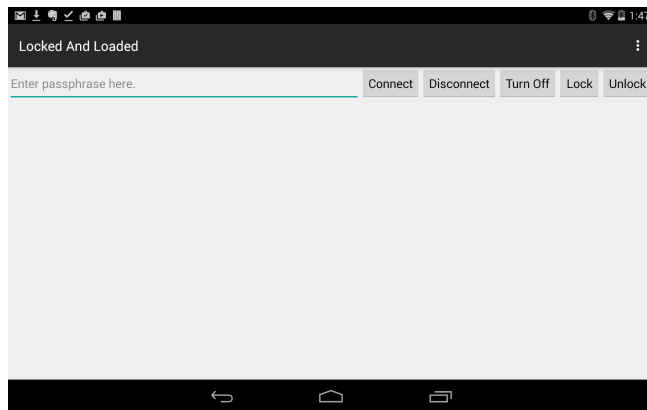 1:47
Locked And Loaded
Enter passphrase here. Connect Disconnect Turn Off Lock Unlock